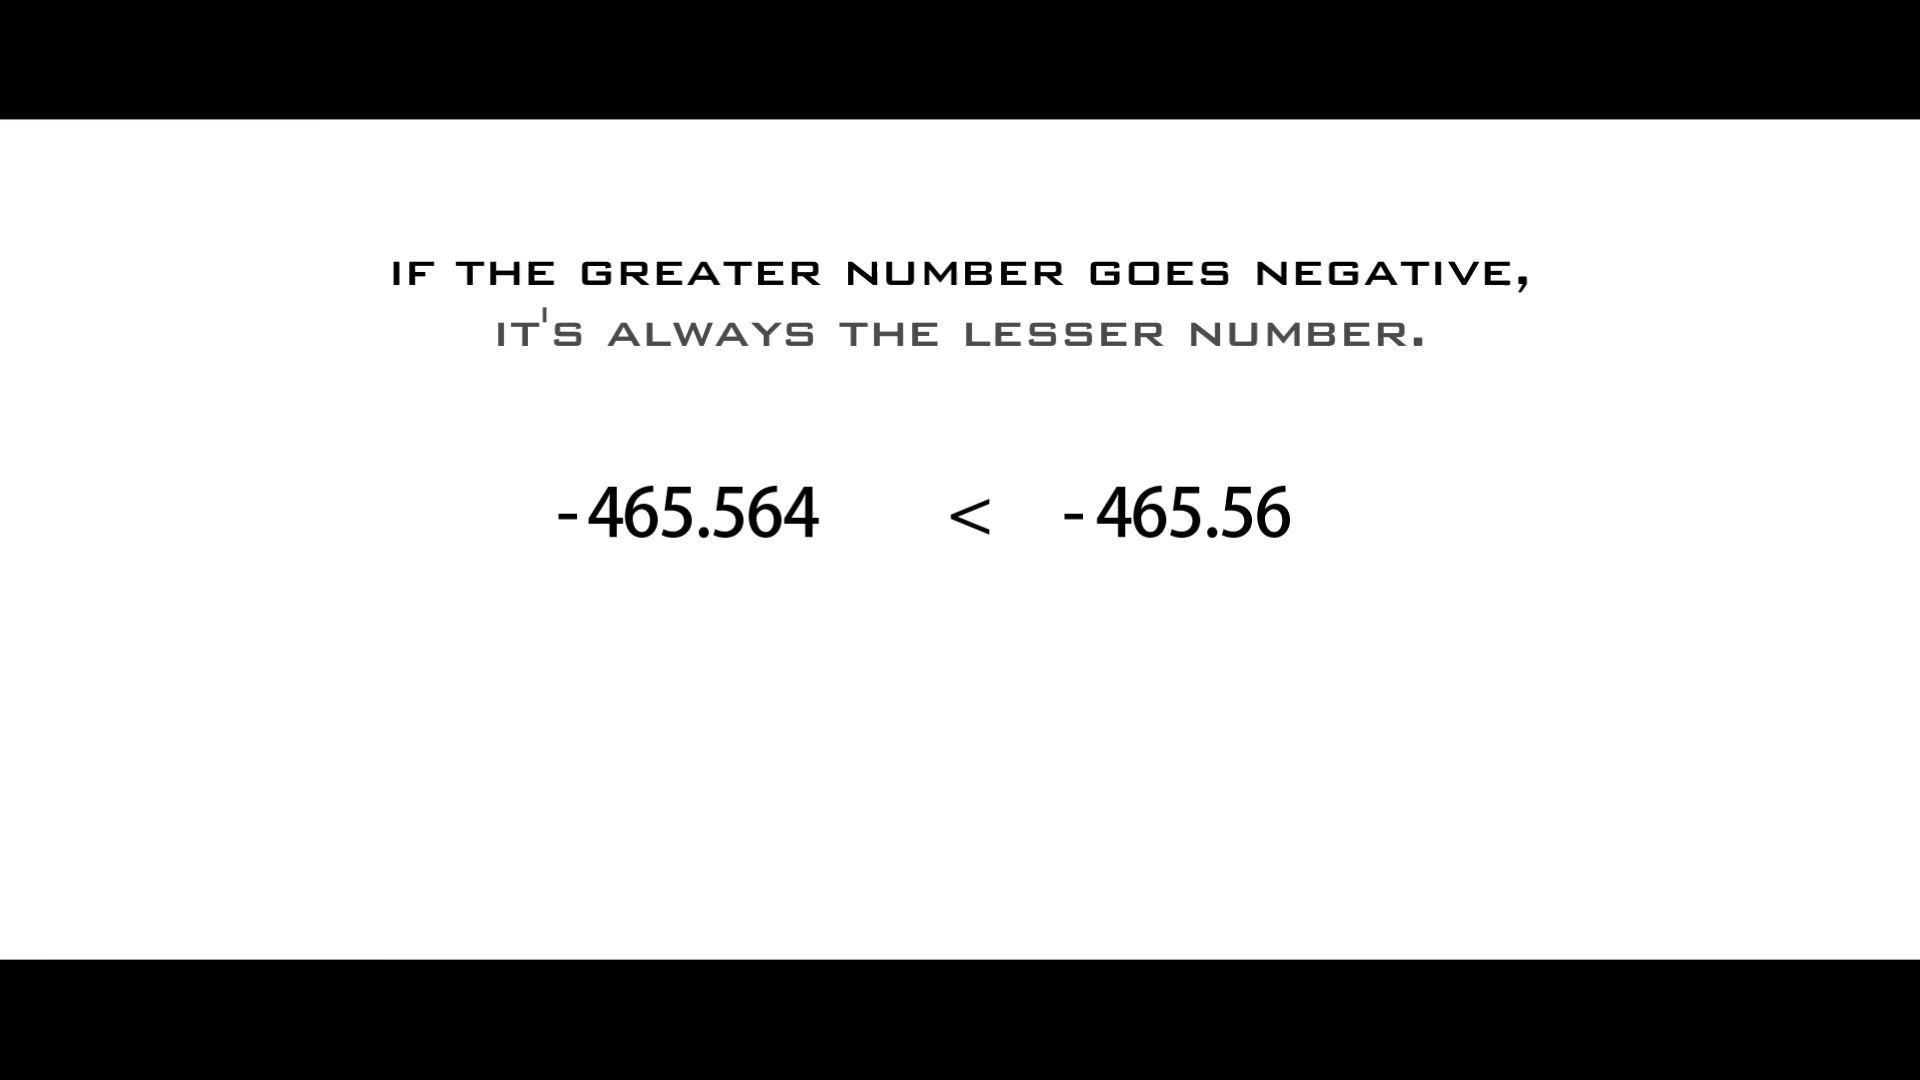 IF THE GREATER NUMBER GOES NEGATIVE,
IT'S ALWAYS THE LESSER NUMBER.
-465.564 < -465.56